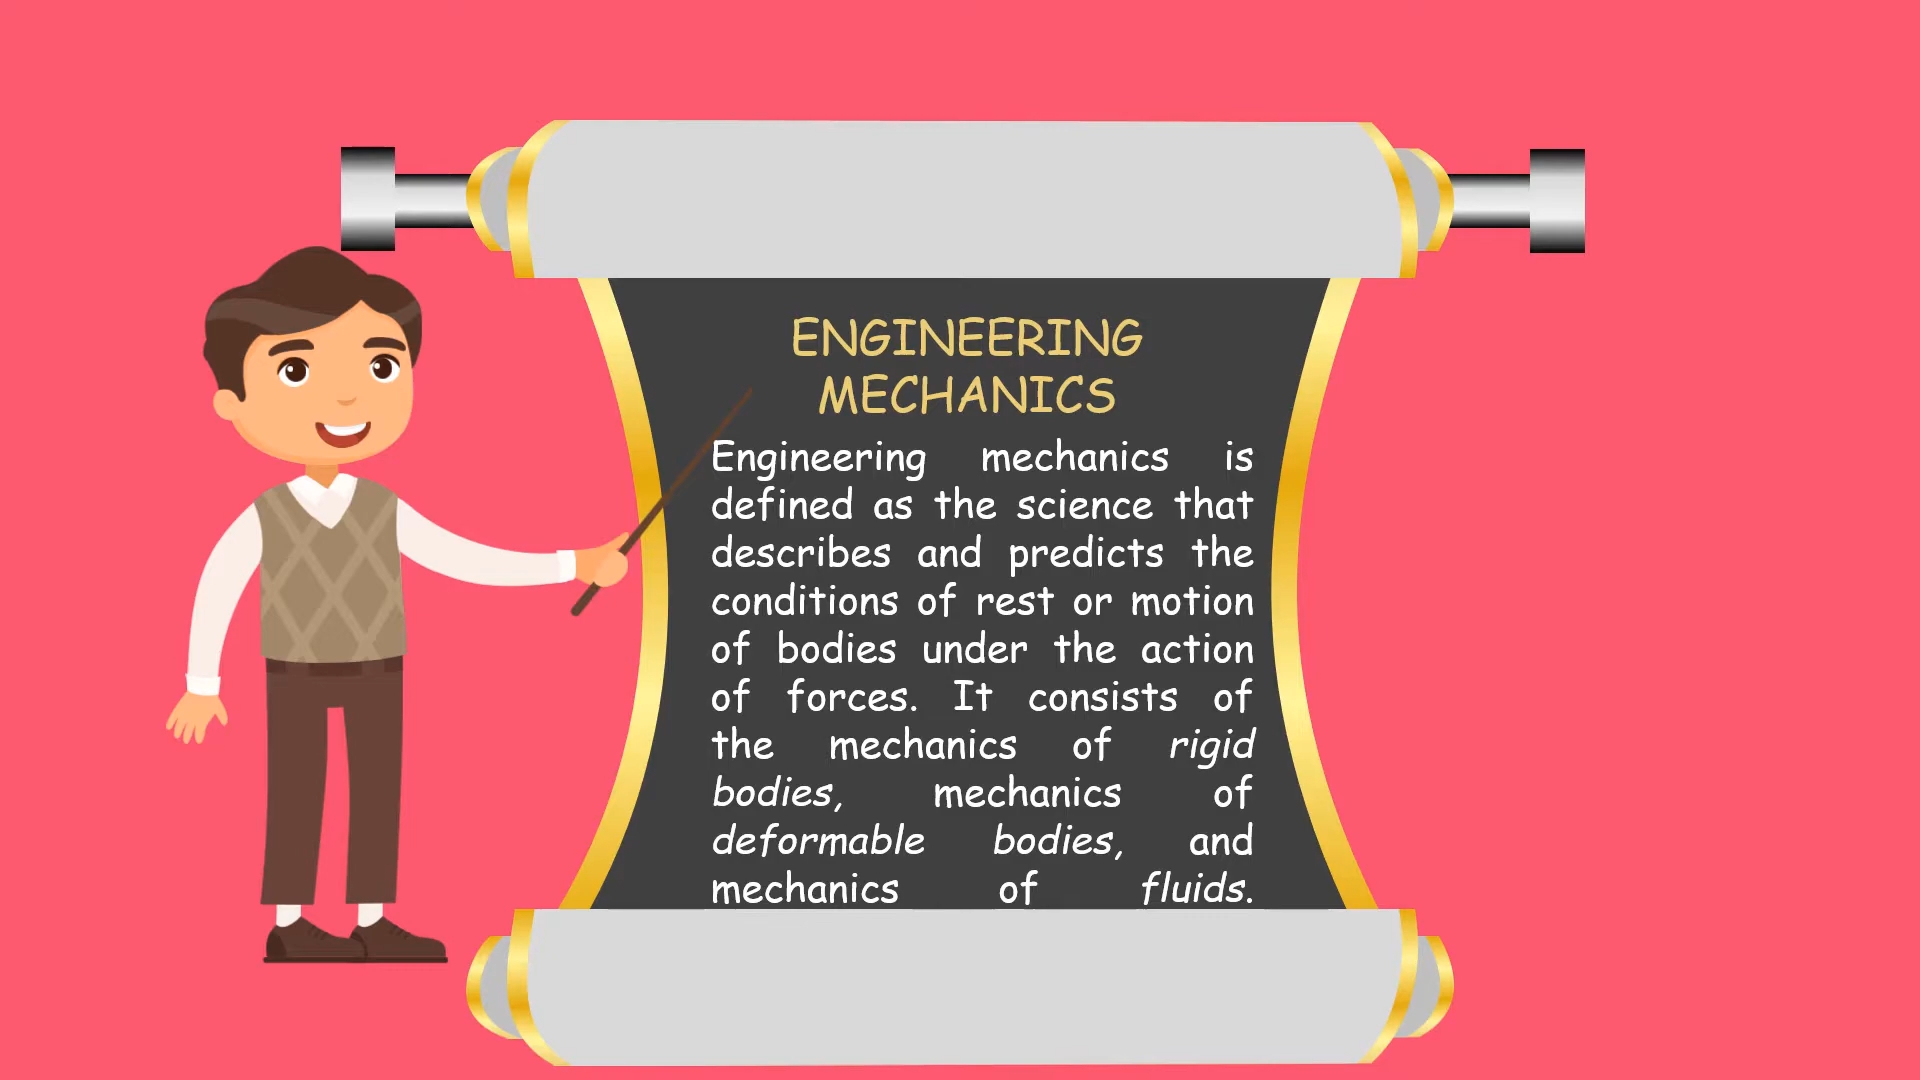 ENGINEERING
MECHANICS
Engineering mechanics is
defined as the science that
describes and predicts the
conditions of rest or motion
of bodies under the action
of forces. It consists of
the mechanics of rigid
bodies, mechanics of
deformable bodies, and
mechanics of fluids.